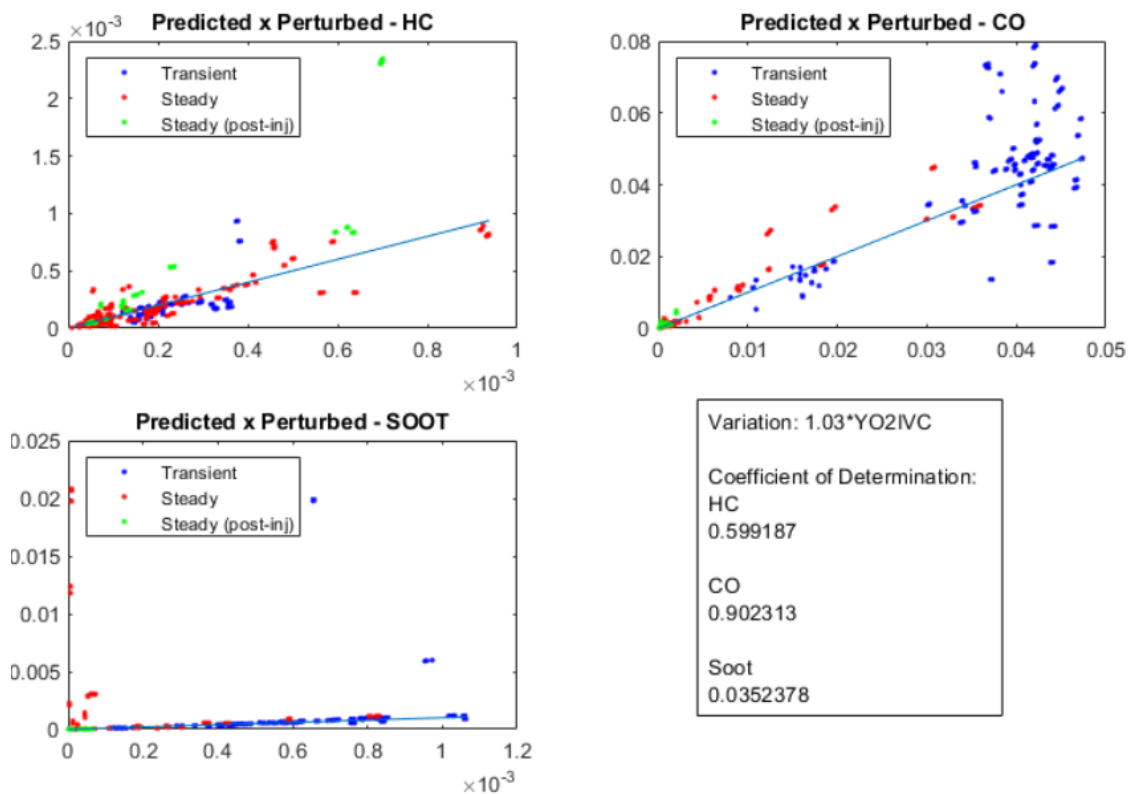 ×10⁻³
Predicted x Perturbed - HC
2.5
2
1.5
1
0.5
0
Transient
Steady
Steady (post-inj)
0
0.2
0.4
0.6
0.8
1
×10⁻³
Predicted x Perturbed - CO
0.08
0.06
0.04
0.02
0
Transient
Steady
Steady (post-inj)
0
0.01
0.02
0.03
0.04
0.05
Predicted x Perturbed - SOOT
0.025
0.02
0.015
0.01
0.005
0
Transient
Steady
Steady (post-inj)
0
0.2
0.4
0.6
0.8
1
1.2
×10⁻³
Variation: 1.03*YO2IVC
Coefficient of Determination:
HC
0.599187
CO
0.902313
Soot
0.0352378